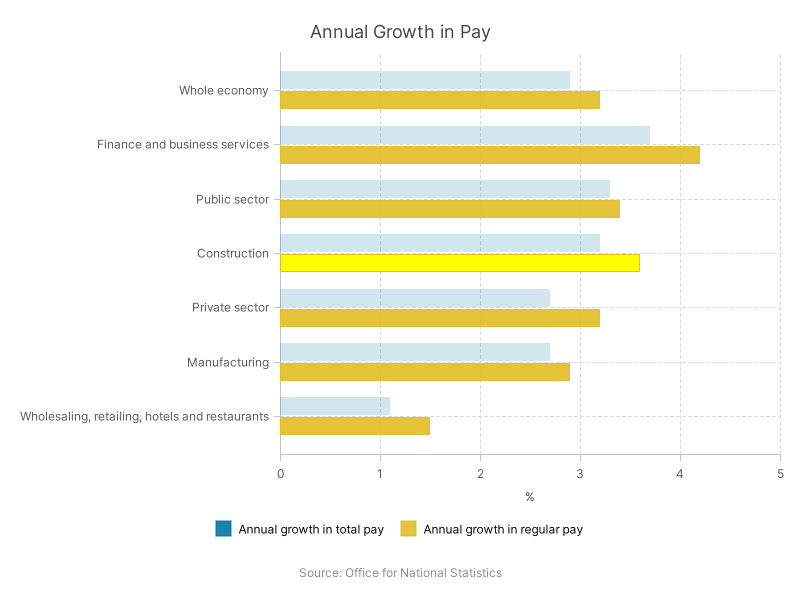 Annual Growth in Pay
Whole economy
Finance and business services
Public sector
Construction
Private sector
Manufacturing
Wholesaling, retailing, hotels and restaurants
0 1 2 3 4 5
%
Annual growth in total pay Annual growth in regular pay
Source: Office for National Statistics